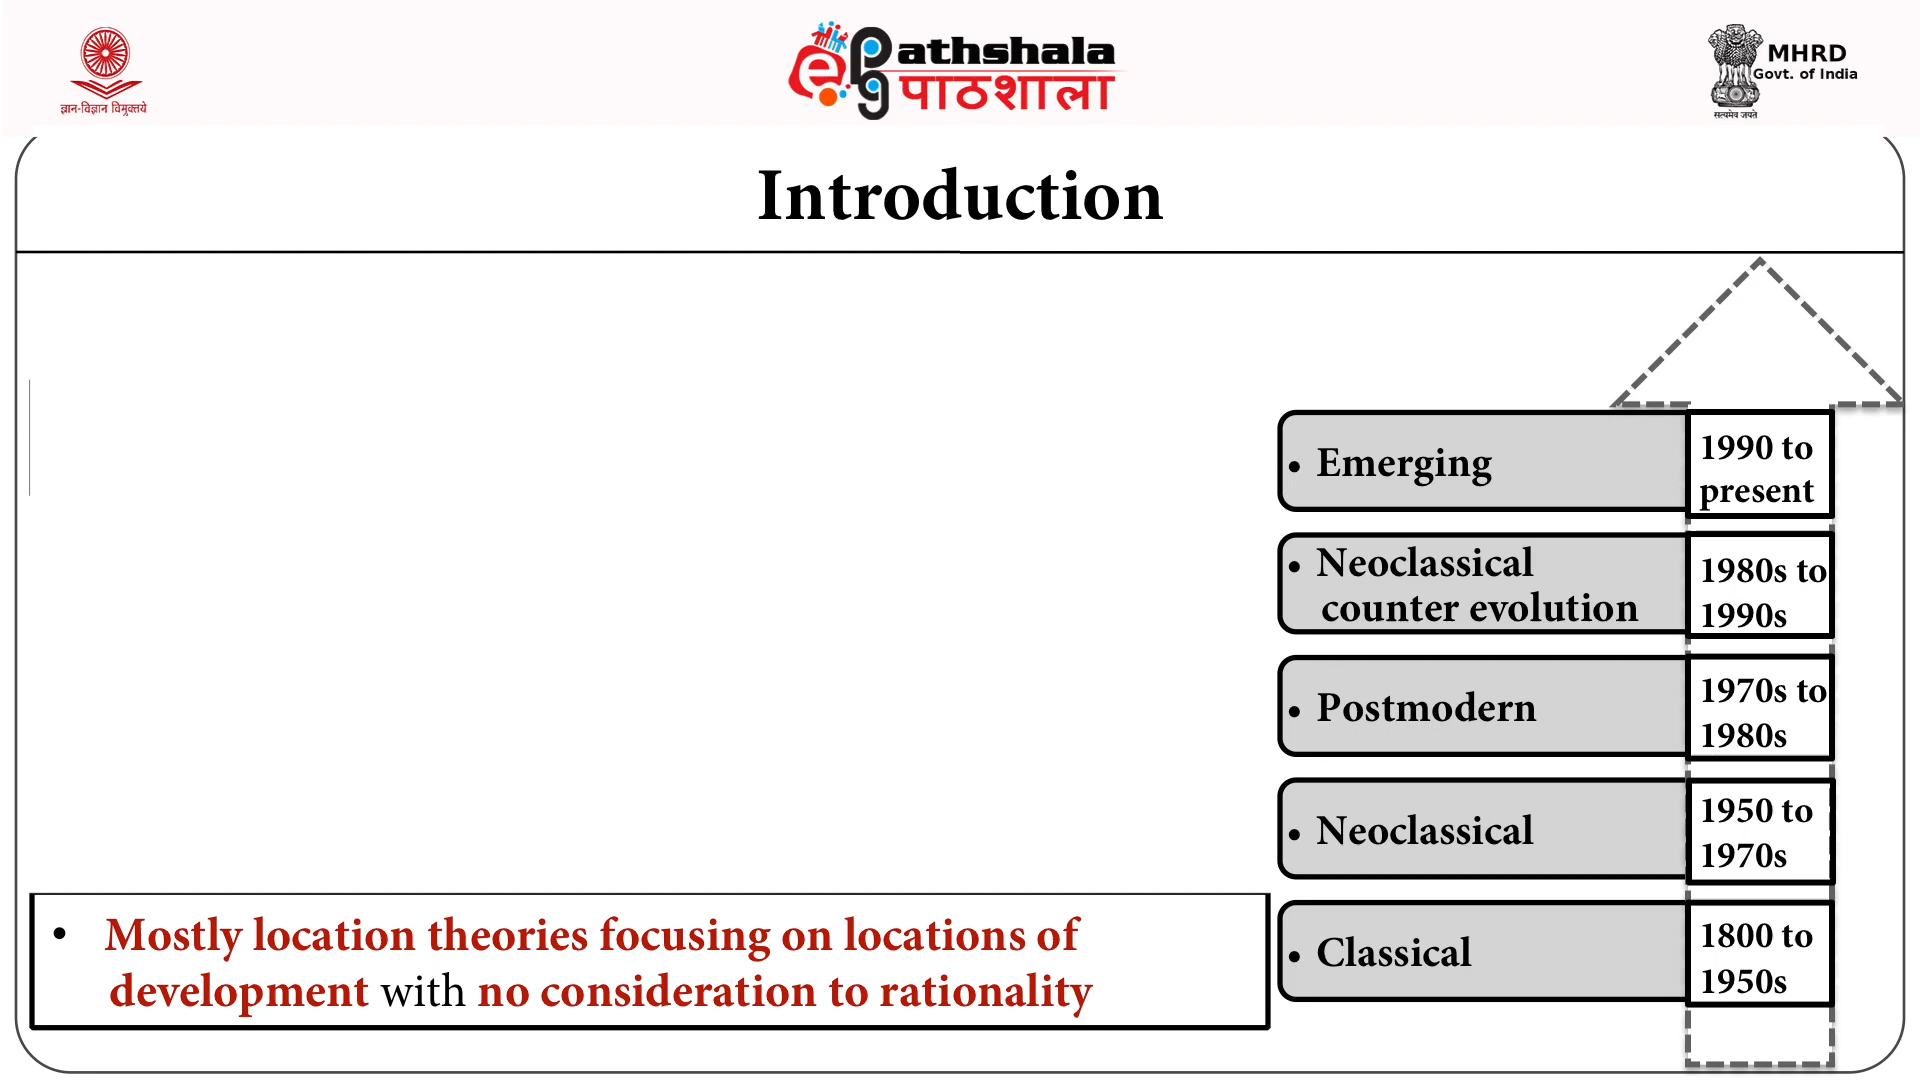 ज्ञान-विज्ञान विमुक्तये
ePG athshala
पाठशाला
MHRD
Govt. of India
सत्यमेव जयते
Introduction
• Emerging
1990 to
present
• Neoclassical
counter evolution
1980s to
1990s
• Postmodern
1970s to
1980s
• Neoclassical
1950 to
1970s
• Mostly location theories focusing on locations of
development with no consideration to rationality
• Classical
1800 to
1950s